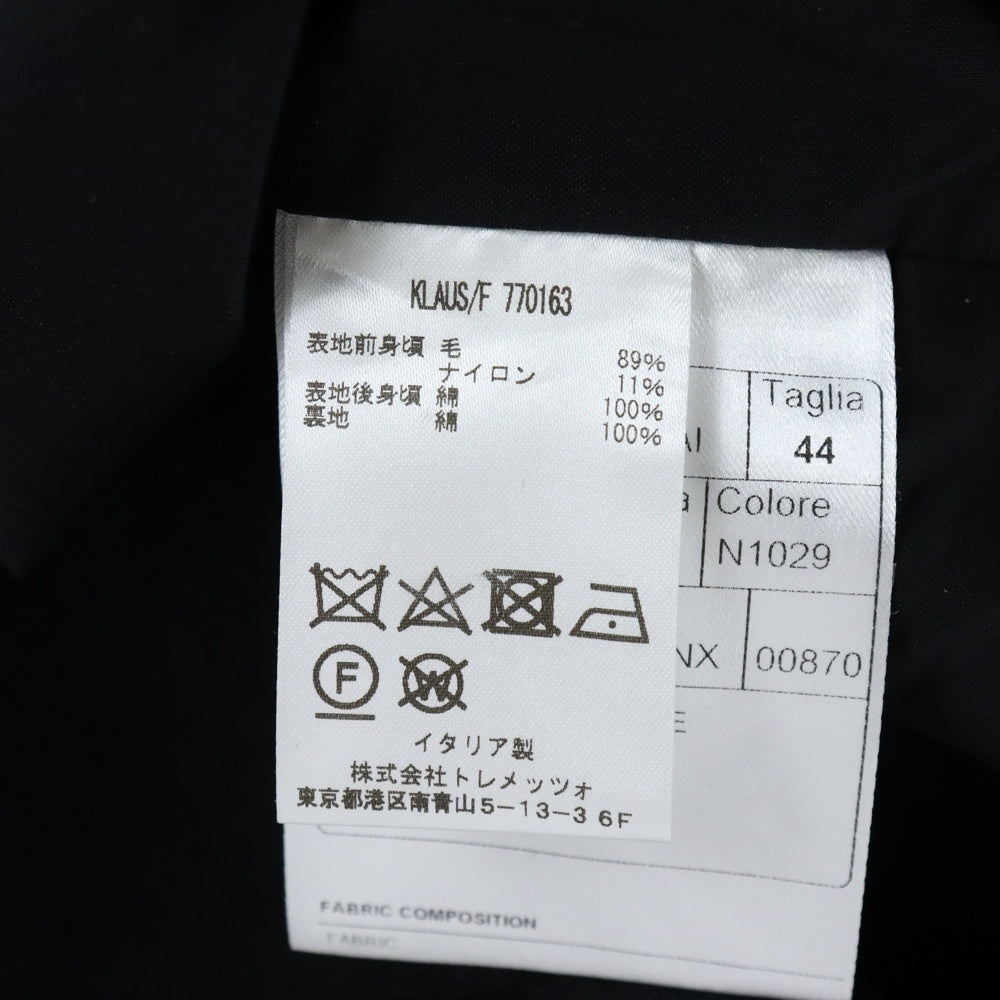 KLAUS/F 770163
表地前身頃 毛 89%
ナイロン 11%
表地後身頃 綿 100%
裏地 綿 100%
F
W
イタリア製
株式会社トレメッツォ
東京都港区南青山5-13-3 6F
Taglia
44
Colore
N1029
NX 00870
FABRIC COMPOSITION
FABRIC